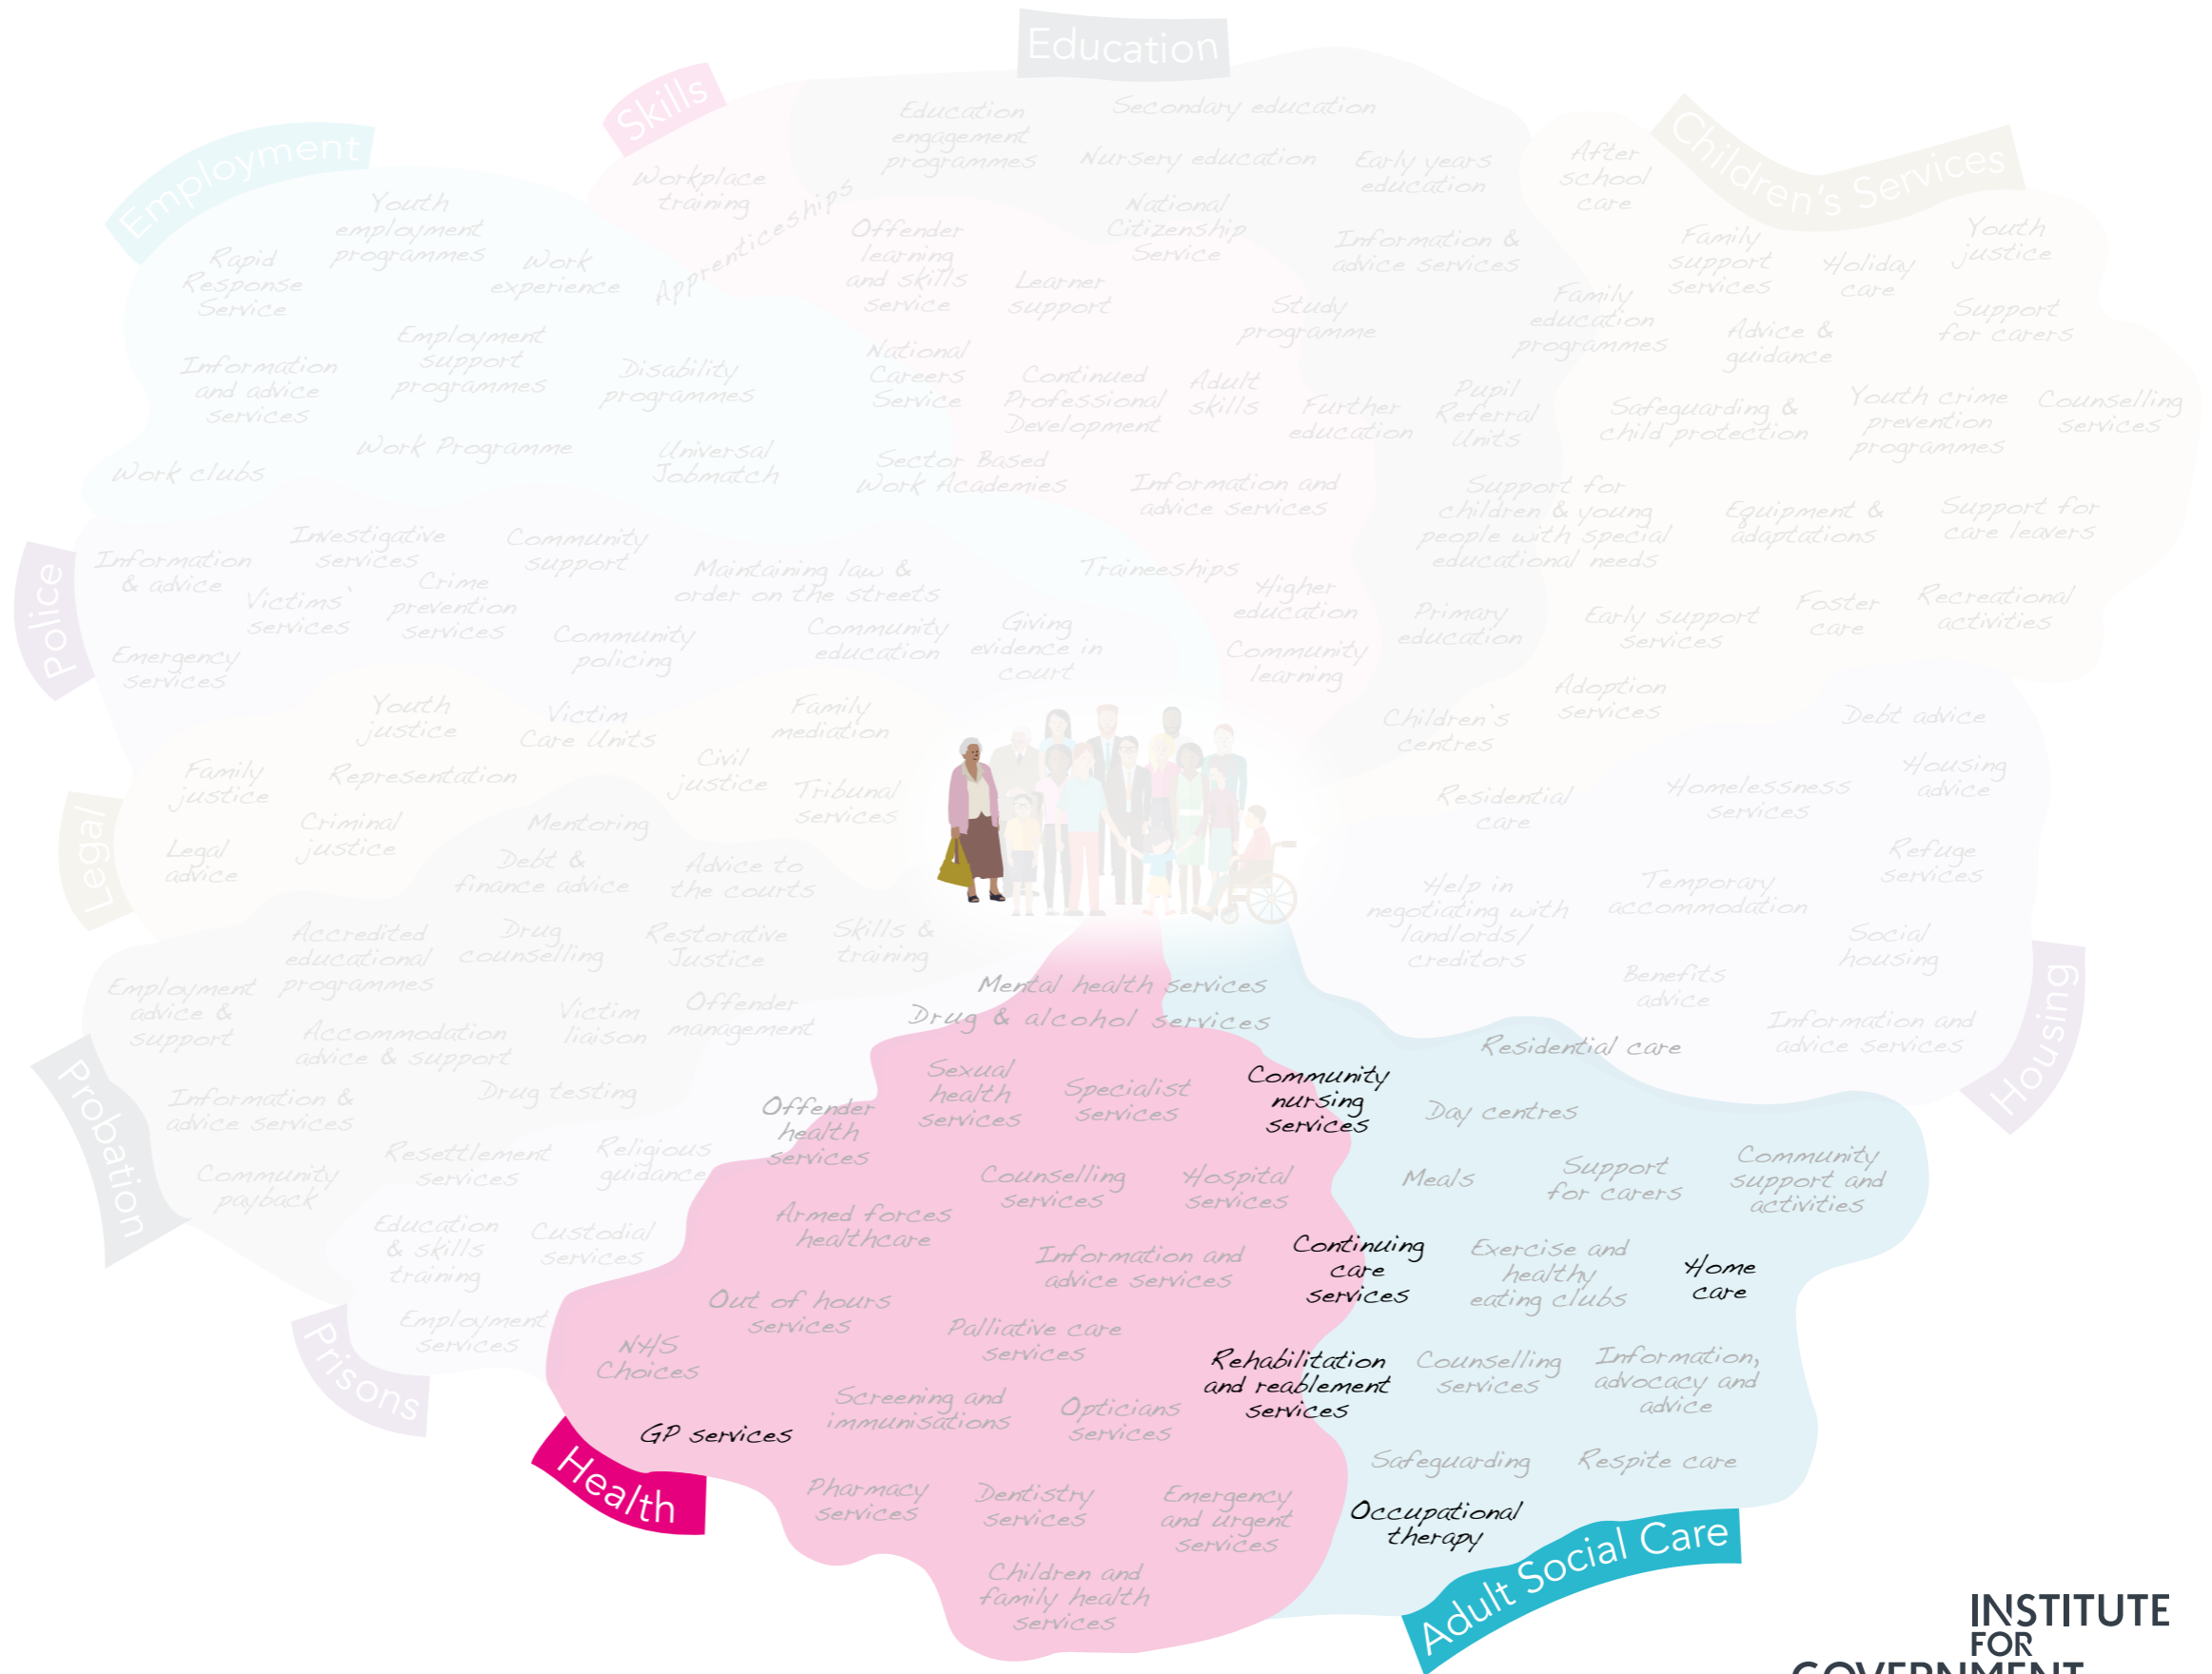 Education
Education
engagement
programmes
Secondary education
Nursery education
Early years
education
National
Citizenship
Service
Information &
advice services
Study
programme
Further
education
Pupil
Referral
Units
Support for
children & young
people with special
educational needs
Higher
education
Primary
education
Skills
Workplace
training
Apprenticeships
Offender
learning
and skills
service
Learner
support
National
Careers
Service
Continued
Professional
Development
Adult
skills
Sector Based
Work Academies
Information and
advice services
Traineeships
Community
learning
Children's Services
After
school
care
Family
support
services
Holiday
care
Youth
justice
Family
education
programmes
Advice &
guidance
Support
for carers
Safeguarding &
child protection
Youth crime
prevention
programmes
Counselling
services
Equipment &
adaptations
Support for
care leavers
Early support
services
Foster
care
Recreational
activities
Adoption
services
Children's
centres
Employment
Youth
employment
programmes
Rapid
Response
Service
Work
experience
Employment
support
programmes
Information
and advice
services
Disability
programmes
Work Programme
Universal
Jobmatch
Work clubs
Police
Information
& advice
Investigative
services
Community
support
Victims'
services
Crime
prevention
services
Maintaining law &
order on the streets
Emergency
services
Community
policing
Community
education
Giving
evidence in
court
Legal
Youth
justice
Victim
Care Units
Family
mediation
Family
justice
Representation
Civil
justice
Tribunal
services
Legal
advice
Criminal
justice
Probation
Mentoring
Debt &
finance advice
Advice to
the courts
Accredited
educational
programmes
Drug
counselling
Restorative
Justice
Skills &
training
Employment
advice &
support
Accommodation
advice & support
Victim
liaison
Offender
management
Information &
advice services
Drug testing
Community
payback
Resettlement
services
Religious
guidance
Prisons
Education
& skills
training
Custodial
services
Employment
services
Housing
Debt advice
Housing
advice
Homelessness
services
Residential
care
Refuge
services
Help in
negotiating with
landlords/
creditors
Temporary
accommodation
Social
housing
Benefits
advice
Information and
advice services
Health
Mental health services
Drug & alcohol services
Sexual
health
services
Specialist
services
Community
nursing
services
Offender
health
services
Counselling
services
Hospital
services
Armed forces
healthcare
Information and
advice services
Continuing
care
services
Out of hours
services
NHS
Choices
Palliative care
services
Rehabilitation
and reablement
services
GP services
Screening and
immunisations
Opticians
services
Pharmacy
services
Dentistry
services
Emergency
and urgent
services
Children and
family health
services
Adult Social Care
Residential care
Day centres
Meals
Support
for carers
Community
support and
activities
Exercise and
healthy
eating clubs
Home
care
Counselling
services
Information,
advocacy and
advice
Safeguarding
Respite care
Occupational
therapy
INSTITUTE
FOR
GOVERNMENT